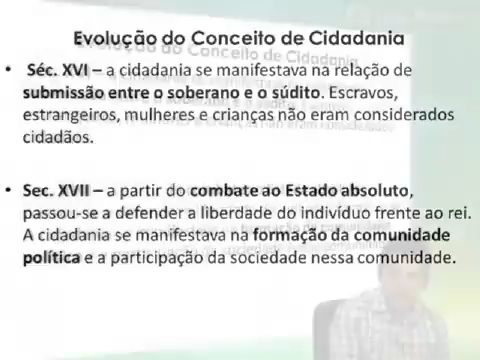 Evolução do Conceito de Cidadania
• Séc. XVI – a cidadania se manifestava na relação de
submissão entre o soberano e o súdito. Escravos,
estrangeiros, mulheres e crianças não eram considerados
cidadãos.
• Sec. XVII – a partir do combate ao Estado absoluto,
passou-se a defender a liberdade do indivíduo frente ao rei.
A cidadania se manifestava na formação da comunidade
política e a participação da sociedade nessa comunidade.